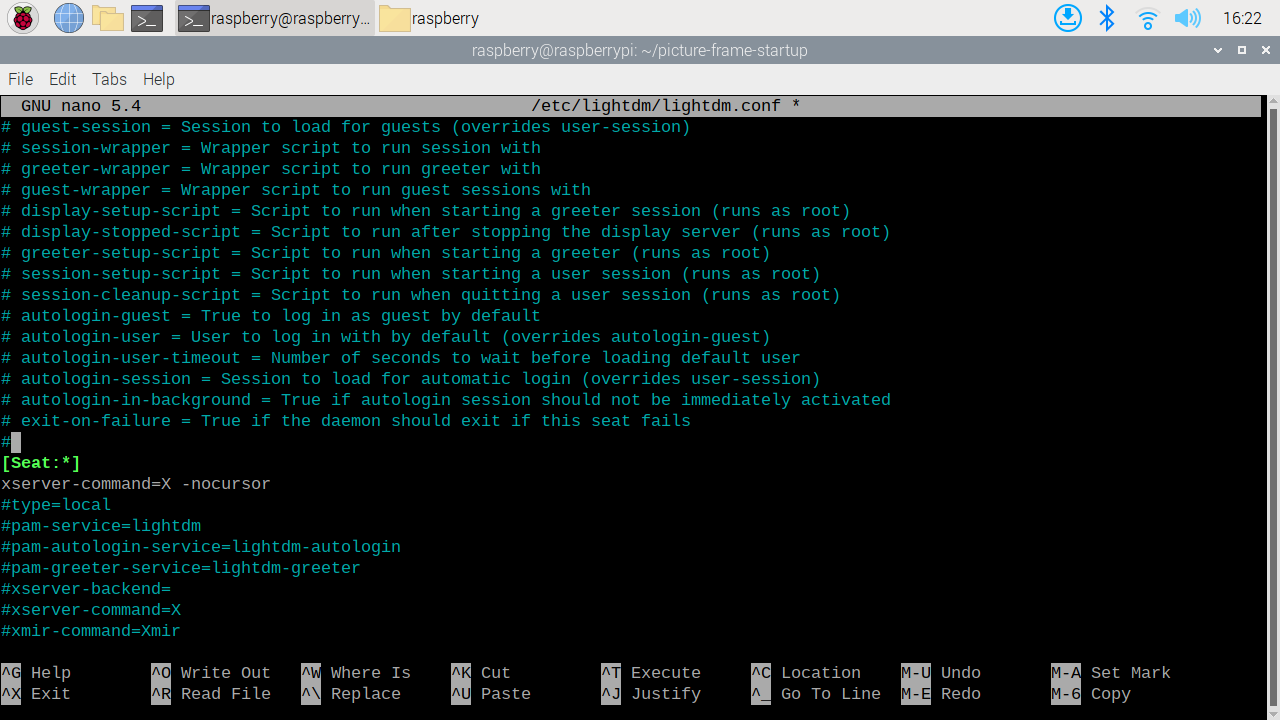 raspberry@raspberry... raspberry 16:22
raspberry@raspberrypi: ~/picture-frame-startup
File Edit Tabs Help
GNU nano 5.4 /etc/lightdm/lightdm.conf *
# guest-session = Session to load for guests (overrides user-session)
# session-wrapper = Wrapper script to run session with
# greeter-wrapper = Wrapper script to run greeter with
# guest-wrapper = Wrapper script to run guest sessions with
# display-setup-script = Script to run when starting a greeter session (runs as root)
# display-stopped-script = Script to run after stopping the display server (runs as root)
# greeter-setup-script = Script to run when starting a greeter (runs as root)
# session-setup-script = Script to run when starting a user session (runs as root)
# session-cleanup-script = Script to run when quitting a user session (runs as root)
# autologin-guest = True to log in as guest by default
# autologin-user = User to log in with by default (overrides autologin-guest)
# autologin-user-timeout = Number of seconds to wait before loading default user
# autologin-session = Session to load for automatic login (overrides user-session)
# autologin-in-background = True if autologin session should not be immediately activated
# exit-on-failure = True if the daemon should exit if this seat fails
#
[Seat:*]
xserver-command=X -nocursor
#type=local
#pam-service=lightdm
#pam-autologin-service=lightdm-autologin
#pam-greeter-service=lightdm-greeter
#xserver-backend=
#xserver-command=X
#xmir-command=Xmir
^G Help ^O Write Out ^W Where Is ^K Cut ^T Execute ^C Location M-U Undo M-A Set Mark
^X Exit ^R Read File ^\ Replace ^U Paste ^J Justify ^_ Go To Line M-E Redo M-6 Copy